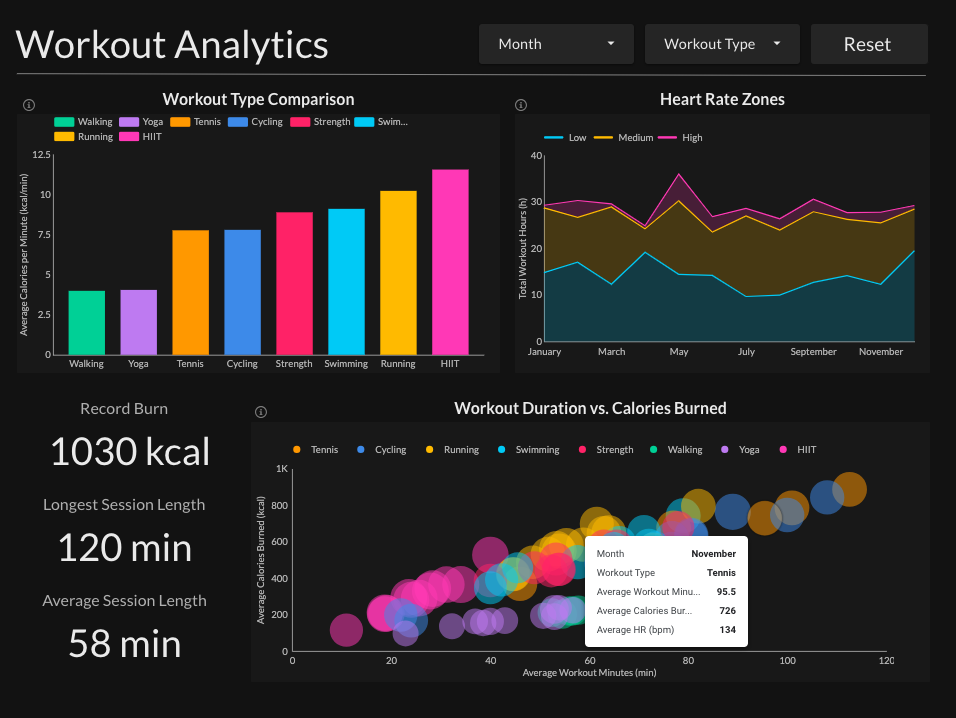 Workout Analytics
Month
Workout Type
Reset
Workout Type Comparison
Walking Yoga Tennis Cycling Strength Swim...
Running HIIT
Average Calories per Minute (kcal/min)
12.5
10
7.5
5
2.5
0
Walking Yoga Tennis Cycling Strength Swimming Running HIIT
Heart Rate Zones
Low Medium High
Total Workout Hours (h)
40
30
20
10
0
January March May July September November
Record Burn
1030 kcal
Longest Session Length
120 min
Average Session Length
58 min
Workout Duration vs. Calories Burned
Tennis Cycling Running Swimming Strength Walking Yoga HIIT
Average Calories Burned (kcal)
1K
800
600
400
200
0
Month November
Workout Type Tennis
Average Workout Minu... 95.5
Average Calories Bur... 726
Average HR (bpm) 134
0 20 40 60 80 100 120
Average Workout Minutes (min)